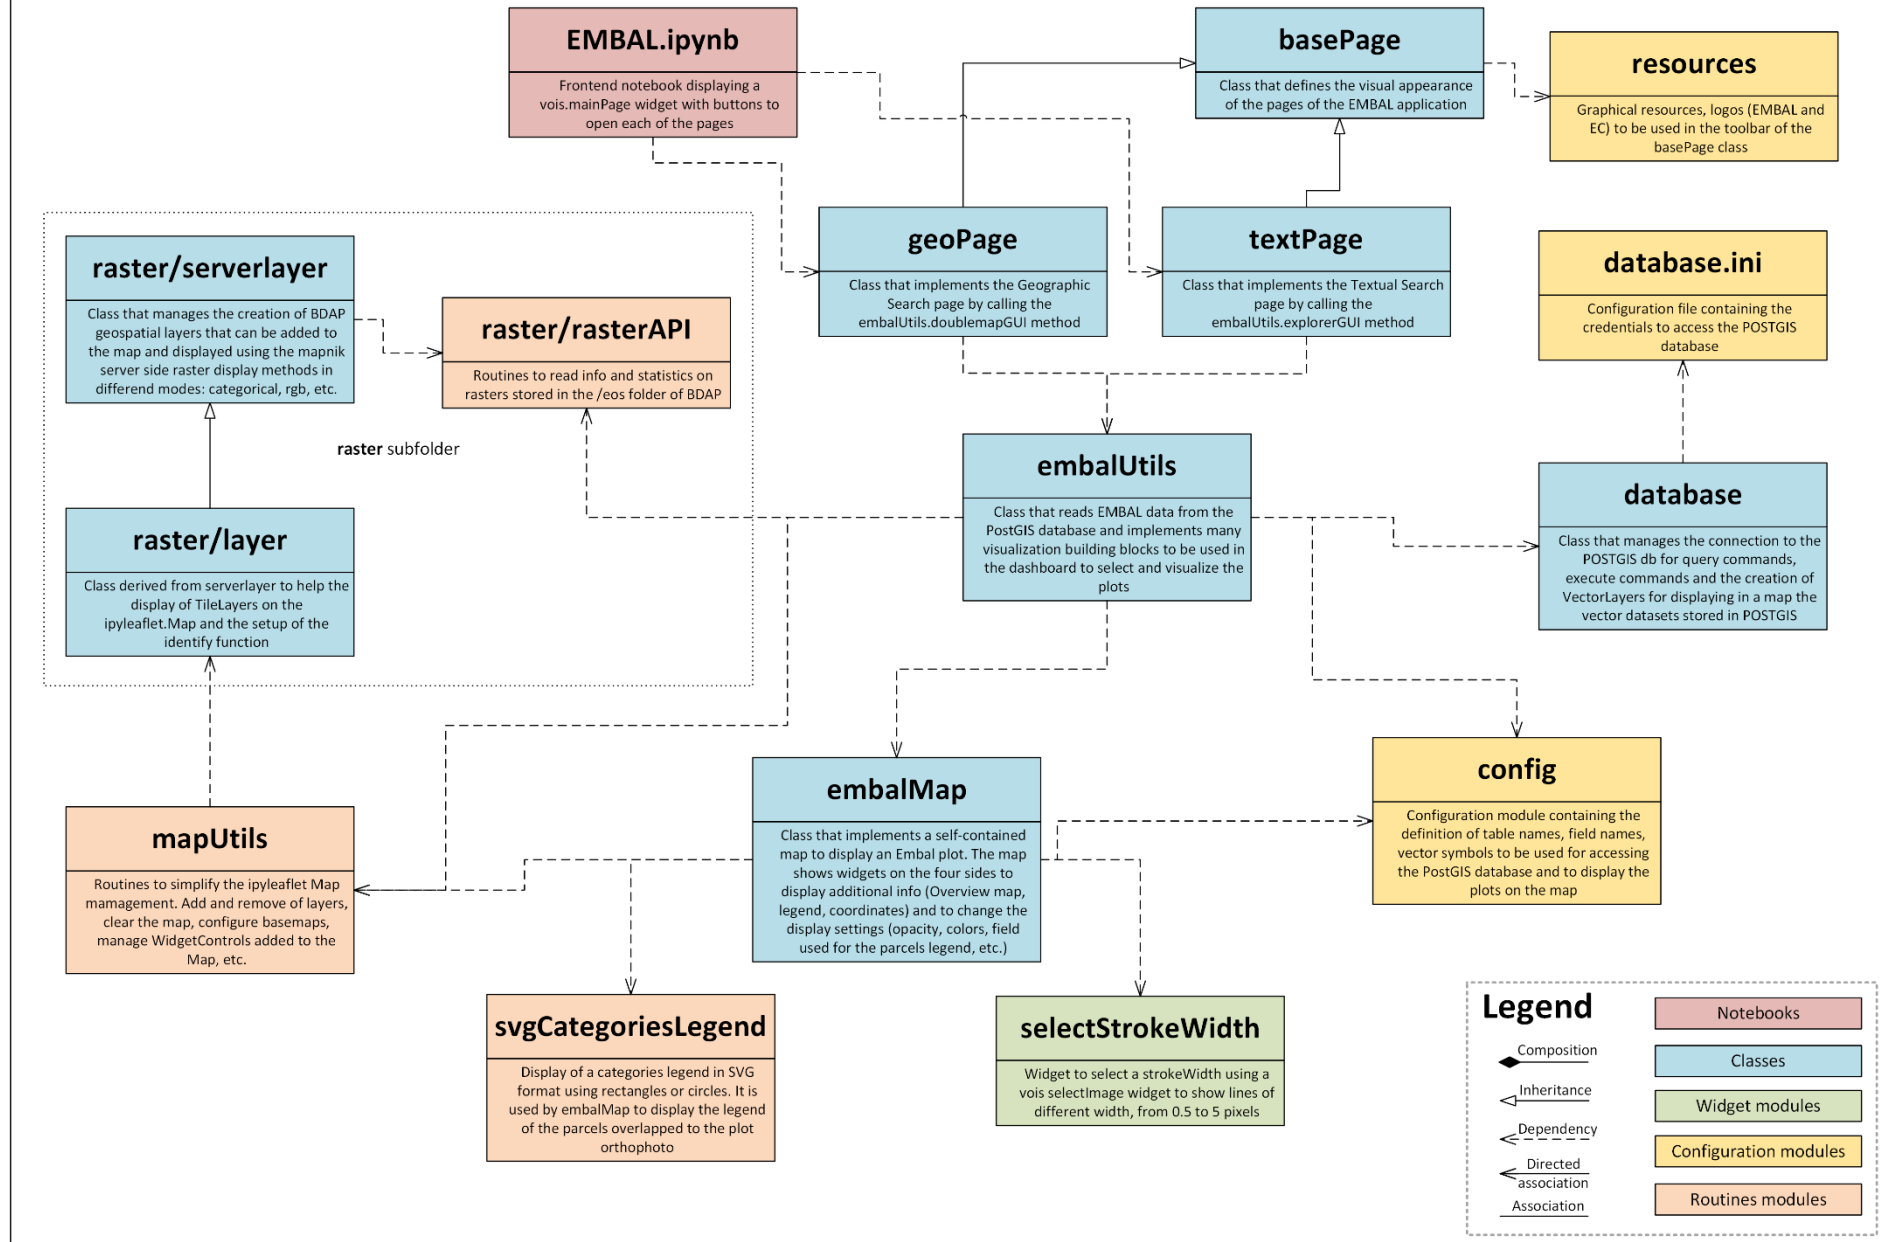 EMBAL.ipynb
Frontend notebook displaying a
vois.mainPage widget with buttons to
open each of the pages
basePage
Class that defines the visual appearance
of the pages of the EMBAL application
resources
Graphical resources, logos (EMBAL and
EC) to be used in the toolbar of the
basePage class
geoPage
Class that implements the Geographic
Search page by calling the
embalUtils.doublemapGUI method
textPage
Class that implements the Textual Search
page by calling the
embalUtils.explorerGUI method
database.ini
Configuration file containing the
credentials to access the POSTGIS
database
raster/serverlayer
Class that manages the creation of BDAP
geospatial layers that can be added to
the map and displayed using the mapnik
server side raster display methods in
differend modes: categorical, rgb, etc.
raster/rasterAPI
Routines to read info and statistics on
rasters stored in the /eos folder of BDAP
raster subfolder
embalUtils
Class that reads EMBAL data from the
PostGIS database and implements many
visualization building blocks to be used in
the dashboard to select and visualize the
plots
database
Class that manages the connection to the
POSTGIS db for query commands,
execute commands and the creation of
VectorLayers for displaying in a map the
vector datasets stored in POSTGIS
raster/layer
Class derived from serverlayer to help the
display of TileLayers on the
ipyleaflet.Map and the setup of the
identify function
mapUtils
Routines to simplify the ipyleaflet Map
mamagement. Add and remove of layers,
clear the map, configure basemaps,
manage WidgetControls added to the
Map, etc.
embalMap
Class that implements a self-contained
map to display an Embal plot. The map
shows widgets on the four sides to
display additional info (Overview map,
legend, coordinates) and to change the
display settings (opacity, colors, field
used for the parcels legend, etc.)
config
Configuration module containing the
definition of table names, field names,
vector symbols to be used for accessing
the PostGIS database and to display the
plots on the map
svgCategoriesLegend
Display of a categories legend in SVG
format using rectangles or circles. It is
used by embalMap to display the legend
of the parcels overlapped to the plot
orthophoto
selectStrokeWidth
Widget to select a strokeWidth using a
vois selectImage widget to show lines of
different width, from 0.5 to 5 pixels
Legend
Composition
Inheritance
Dependency
Directed
association
Association
Notebooks
Classes
Widget modules
Configuration modules
Routines modules